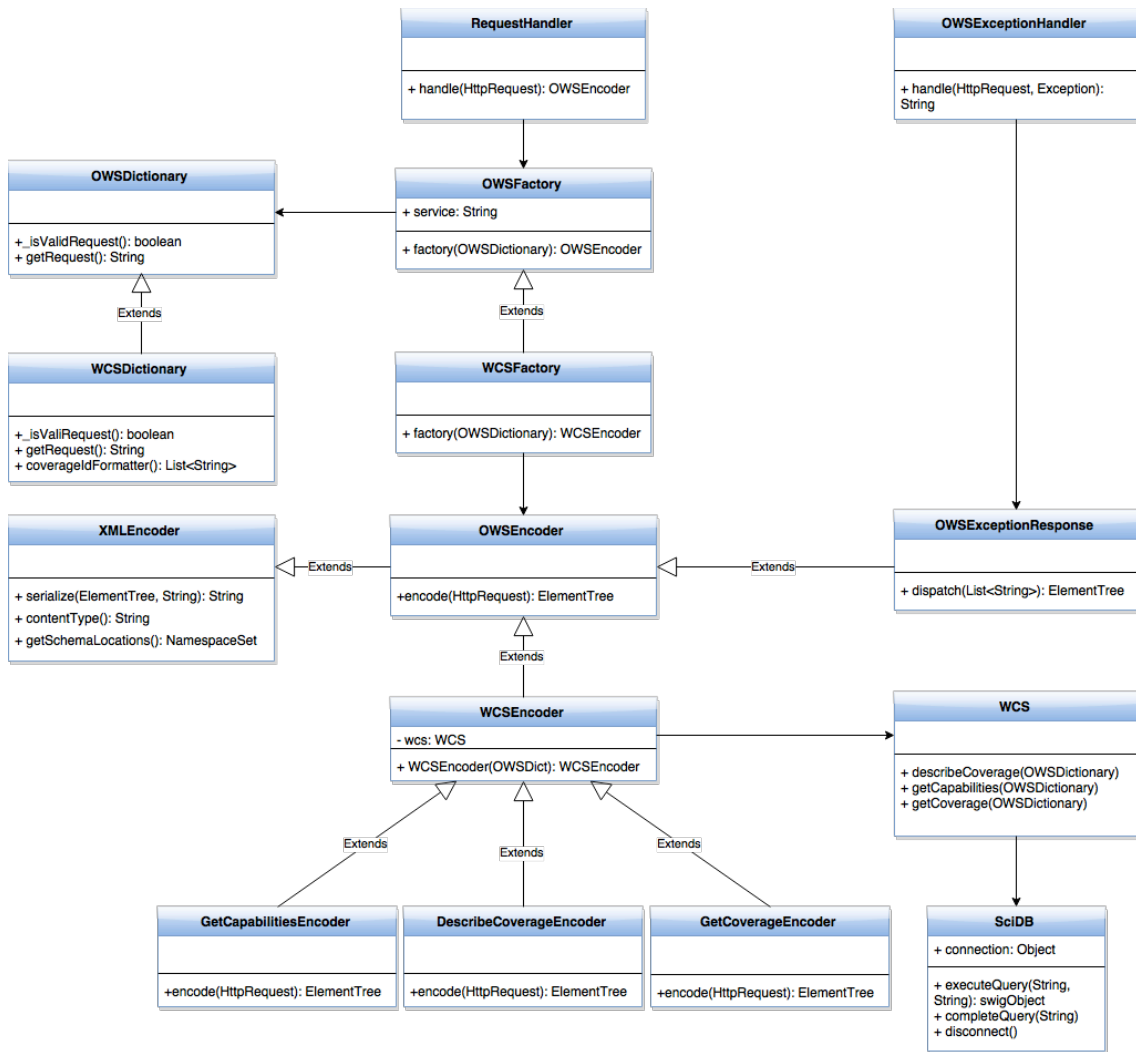 RequestHandler
+ handle(HttpRequest): OWSEncoder
OWSExceptionHandler
+ handle(HttpRequest, Exception):
String
OWSDictionary
+_isValidRequest(): boolean
+ getRequest(): String
OWSFactory
+ service: String
+ factory(OWSDictionary): OWSEncoder
Extends
Extends
WCSDictionary
+_isValiRequest(): boolean
+ getRequest(): String
+ coverageIdFormatter(): List<String>
WCSFactory
+ factory(OWSDictionary): WCSEncoder
XMLEncoder
+ serialize(ElementTree, String): String
+ contentType(): String
+ getSchemaLocations(): NamespaceSet
Extends
OWSEncoder
+encode(HttpRequest): ElementTree
Extends
OWSExceptionResponse
+ dispatch(List<String>): ElementTree
Extends
WCSEncoder
- wcs: WCS
+ WCSEncoder(OWSDict): WCSEncoder
WCS
+ describeCoverage(OWSDictionary)
+ getCapabilities(OWSDictionary)
+ getCoverage(OWSDictionary)
Extends
Extends
Extends
GetCapabilitiesEncoder
+encode(HttpRequest): ElementTree
DescribeCoverageEncoder
+encode(HttpRequest): ElementTree
GetCoverageEncoder
+encode(HttpRequest): ElementTree
SciDB
+ connection: Object
+ executeQuery(String,
String): swigObject
+ completeQuery(String)
+ disconnect()